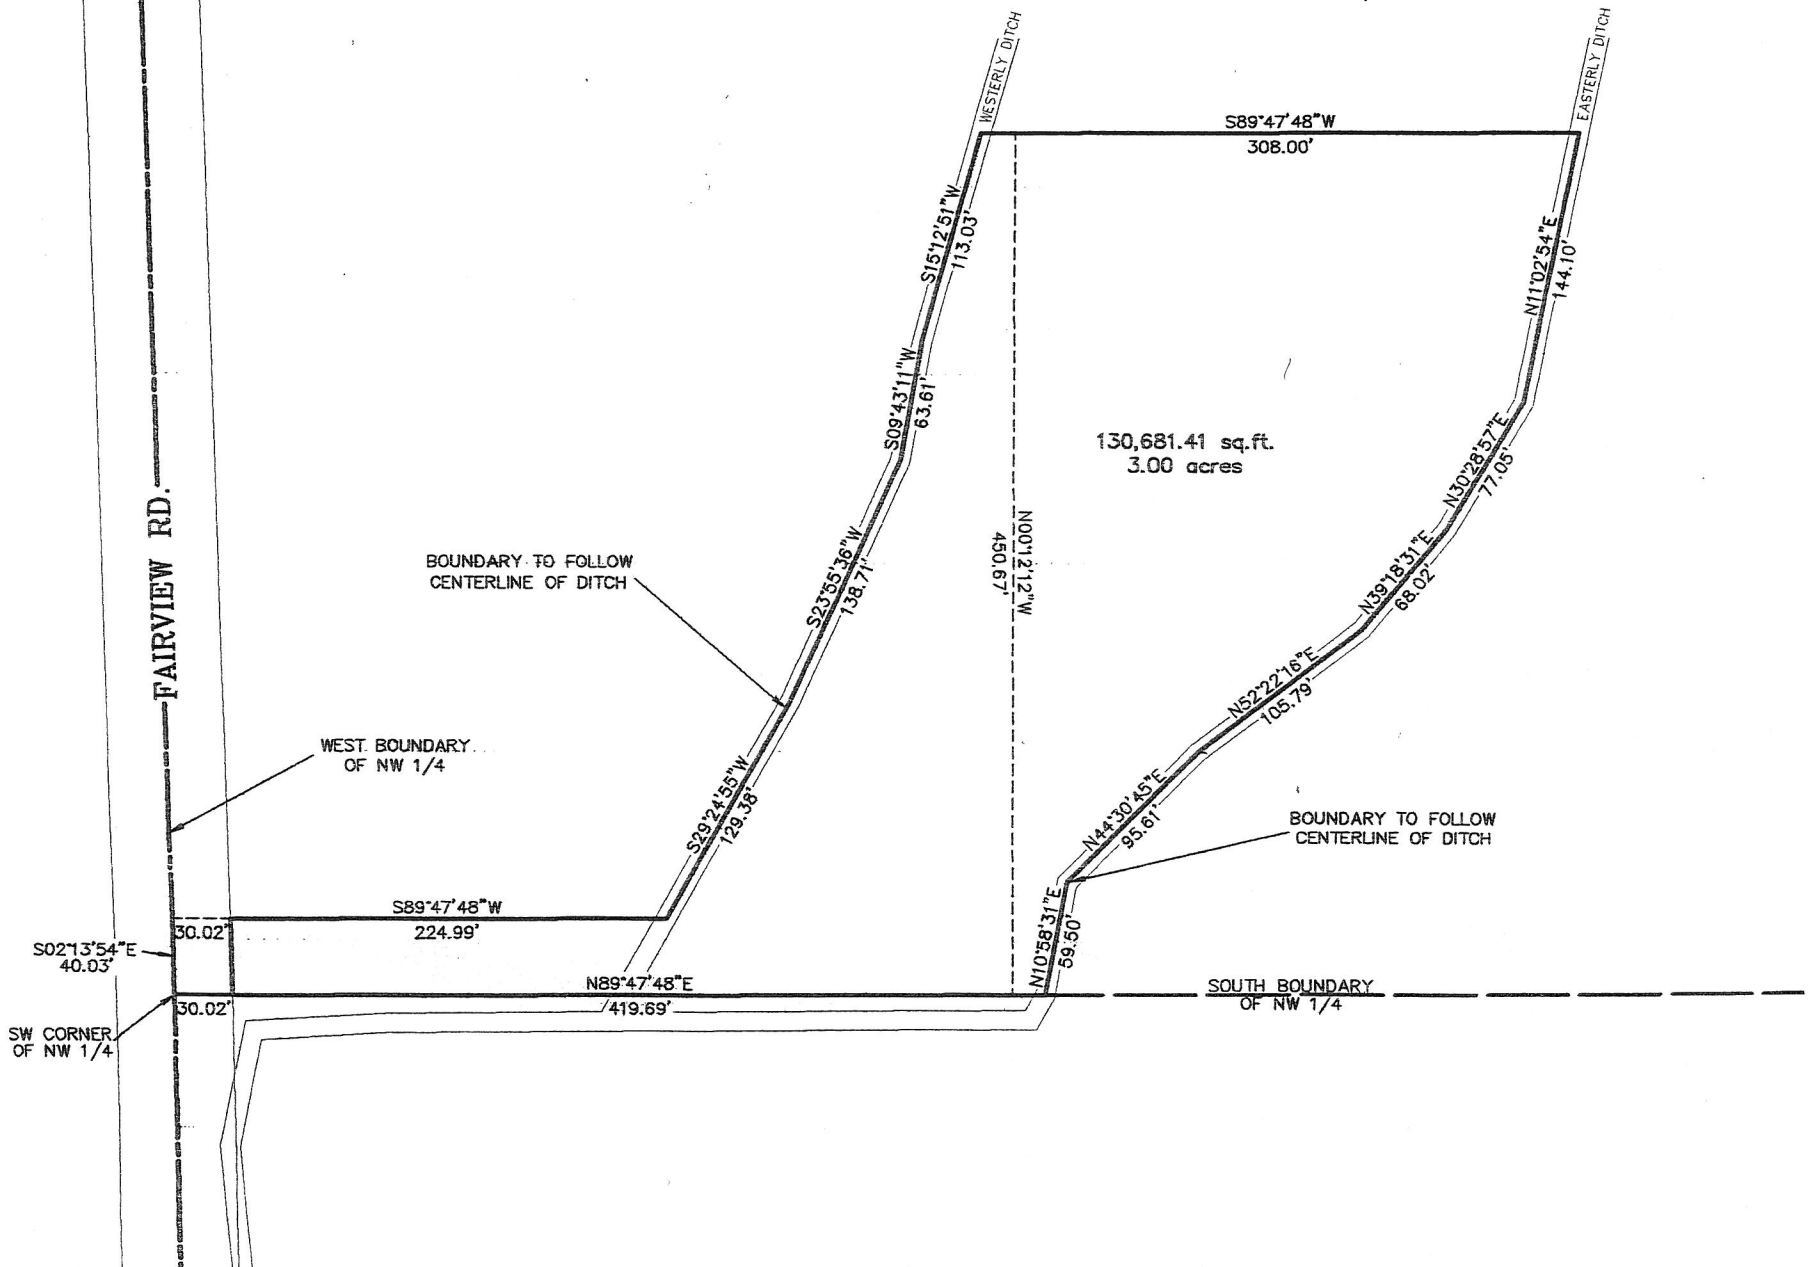 WESTERLY DITCH
EASTERLY DITCH
S89°47'48"W
308.00'
S15°12'51"W
113.03'
N11°02'54"E
144.10'
S09°43'11"W
63.61'
130,681.41 sq.ft.
3.00 acres
N30°28'57"E
77.05'
FAIRVIEW RD.
BOUNDARY TO FOLLOW
CENTERLINE OF DITCH
S23°55'36"W
138.71'
N00°12'12"W
450.67'
N39°18'31"E
68.02'
N52°22'16"E
105.79'
WEST BOUNDARY
OF NW 1/4
S29°24'55"W
129.38'
N44°30'45"E
95.61'
BOUNDARY TO FOLLOW
CENTERLINE OF DITCH
S89°47'48"W
224.99'
30.02'
S02°13'54"E
40.03'
N10°58'31"E
59.50'
N89°47'48"E
419.69'
30.02'
SOUTH BOUNDARY
OF NW 1/4
SW CORNER
OF NW 1/4